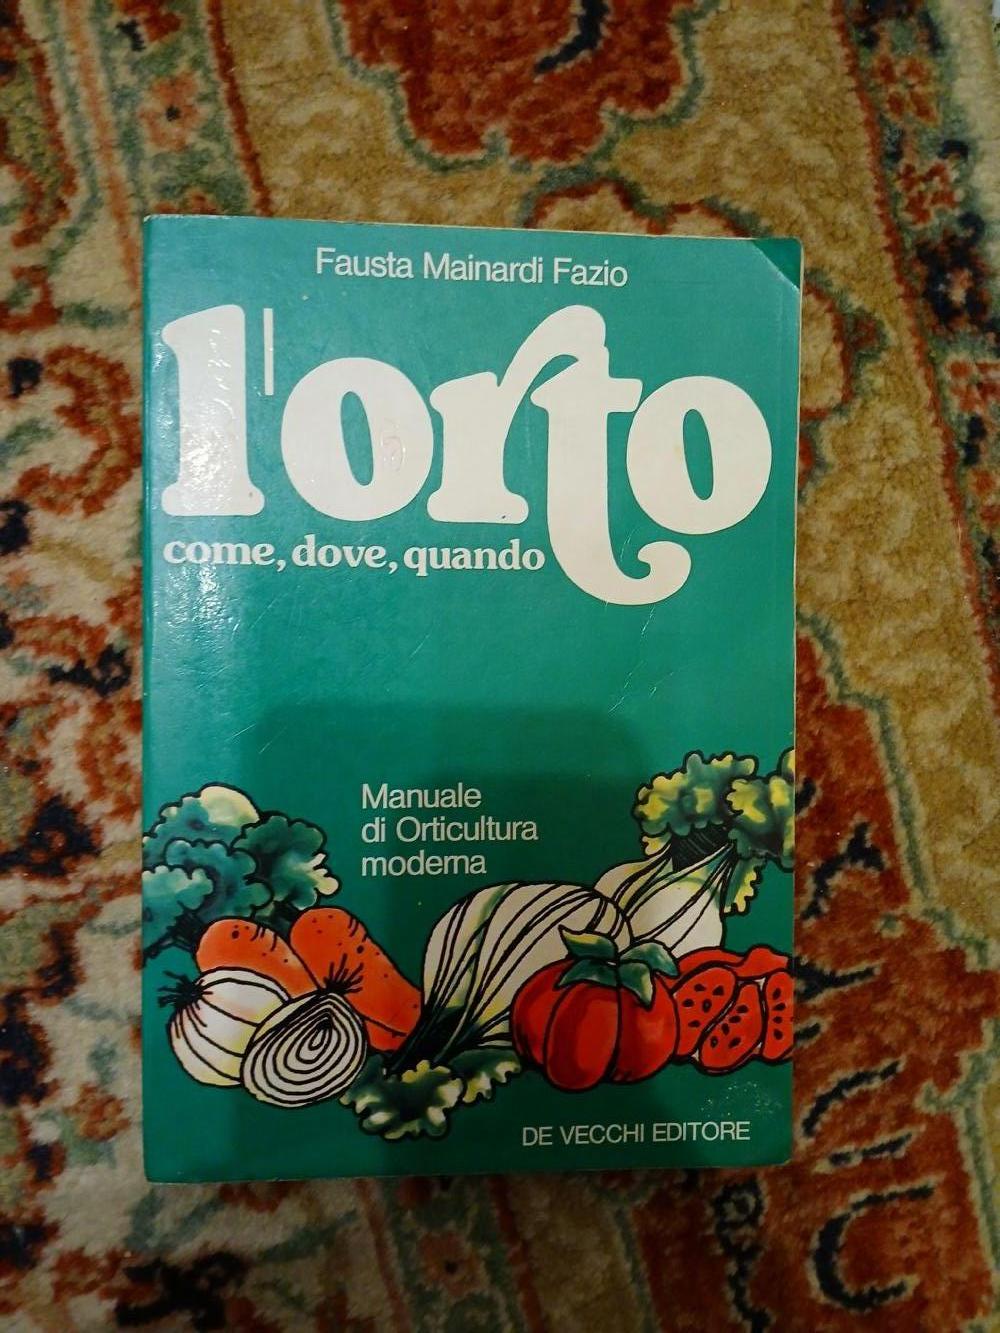 Fausta Mainardi Fazio
l'orto
come, dove, quando
Manuale
di Orticultura
moderna
DE VECCHI EDITORE